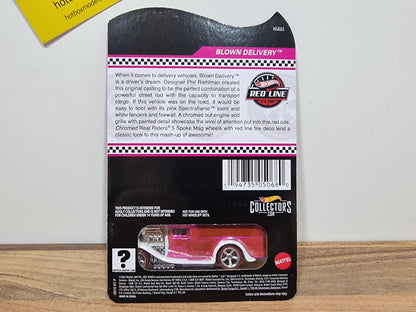 hotbox
hotboxmodels
HGK65
BLOWN DELIVERY™
When it comes to delivery vehicles, Blown Delivery™
is a driver's dream. Designer Phil Riehlman created
this original casting to be the perfect combination of a
powerful street rod with the capacity to transport
cargo. If this vehicle was on the road, it would be
easy to spot with its pink Spectraflame™ paint and
white fenders and firewall. A chromed out engine and
grille with painted detail showcase the level of attention put into this rad ride.
Chromed Real Riders® 5 Spoke Mag wheels with red line tire deco lend a
classic look to this mash-up of awesome!
RED LINE
CLUB
1 94735 05068 0
THIS PRODUCT IS INTENDED FOR
ADULT COLLECTORS AND IS NOT INTENDED
FOR CHILDREN UNDER 14 YEARS OF AGE.
NOT FOR USE WITH
HOT WHEELS® SETS.
Hot Wheels
COLLECTORS
.COM
?
MATTEL
Colors and decorations may vary.